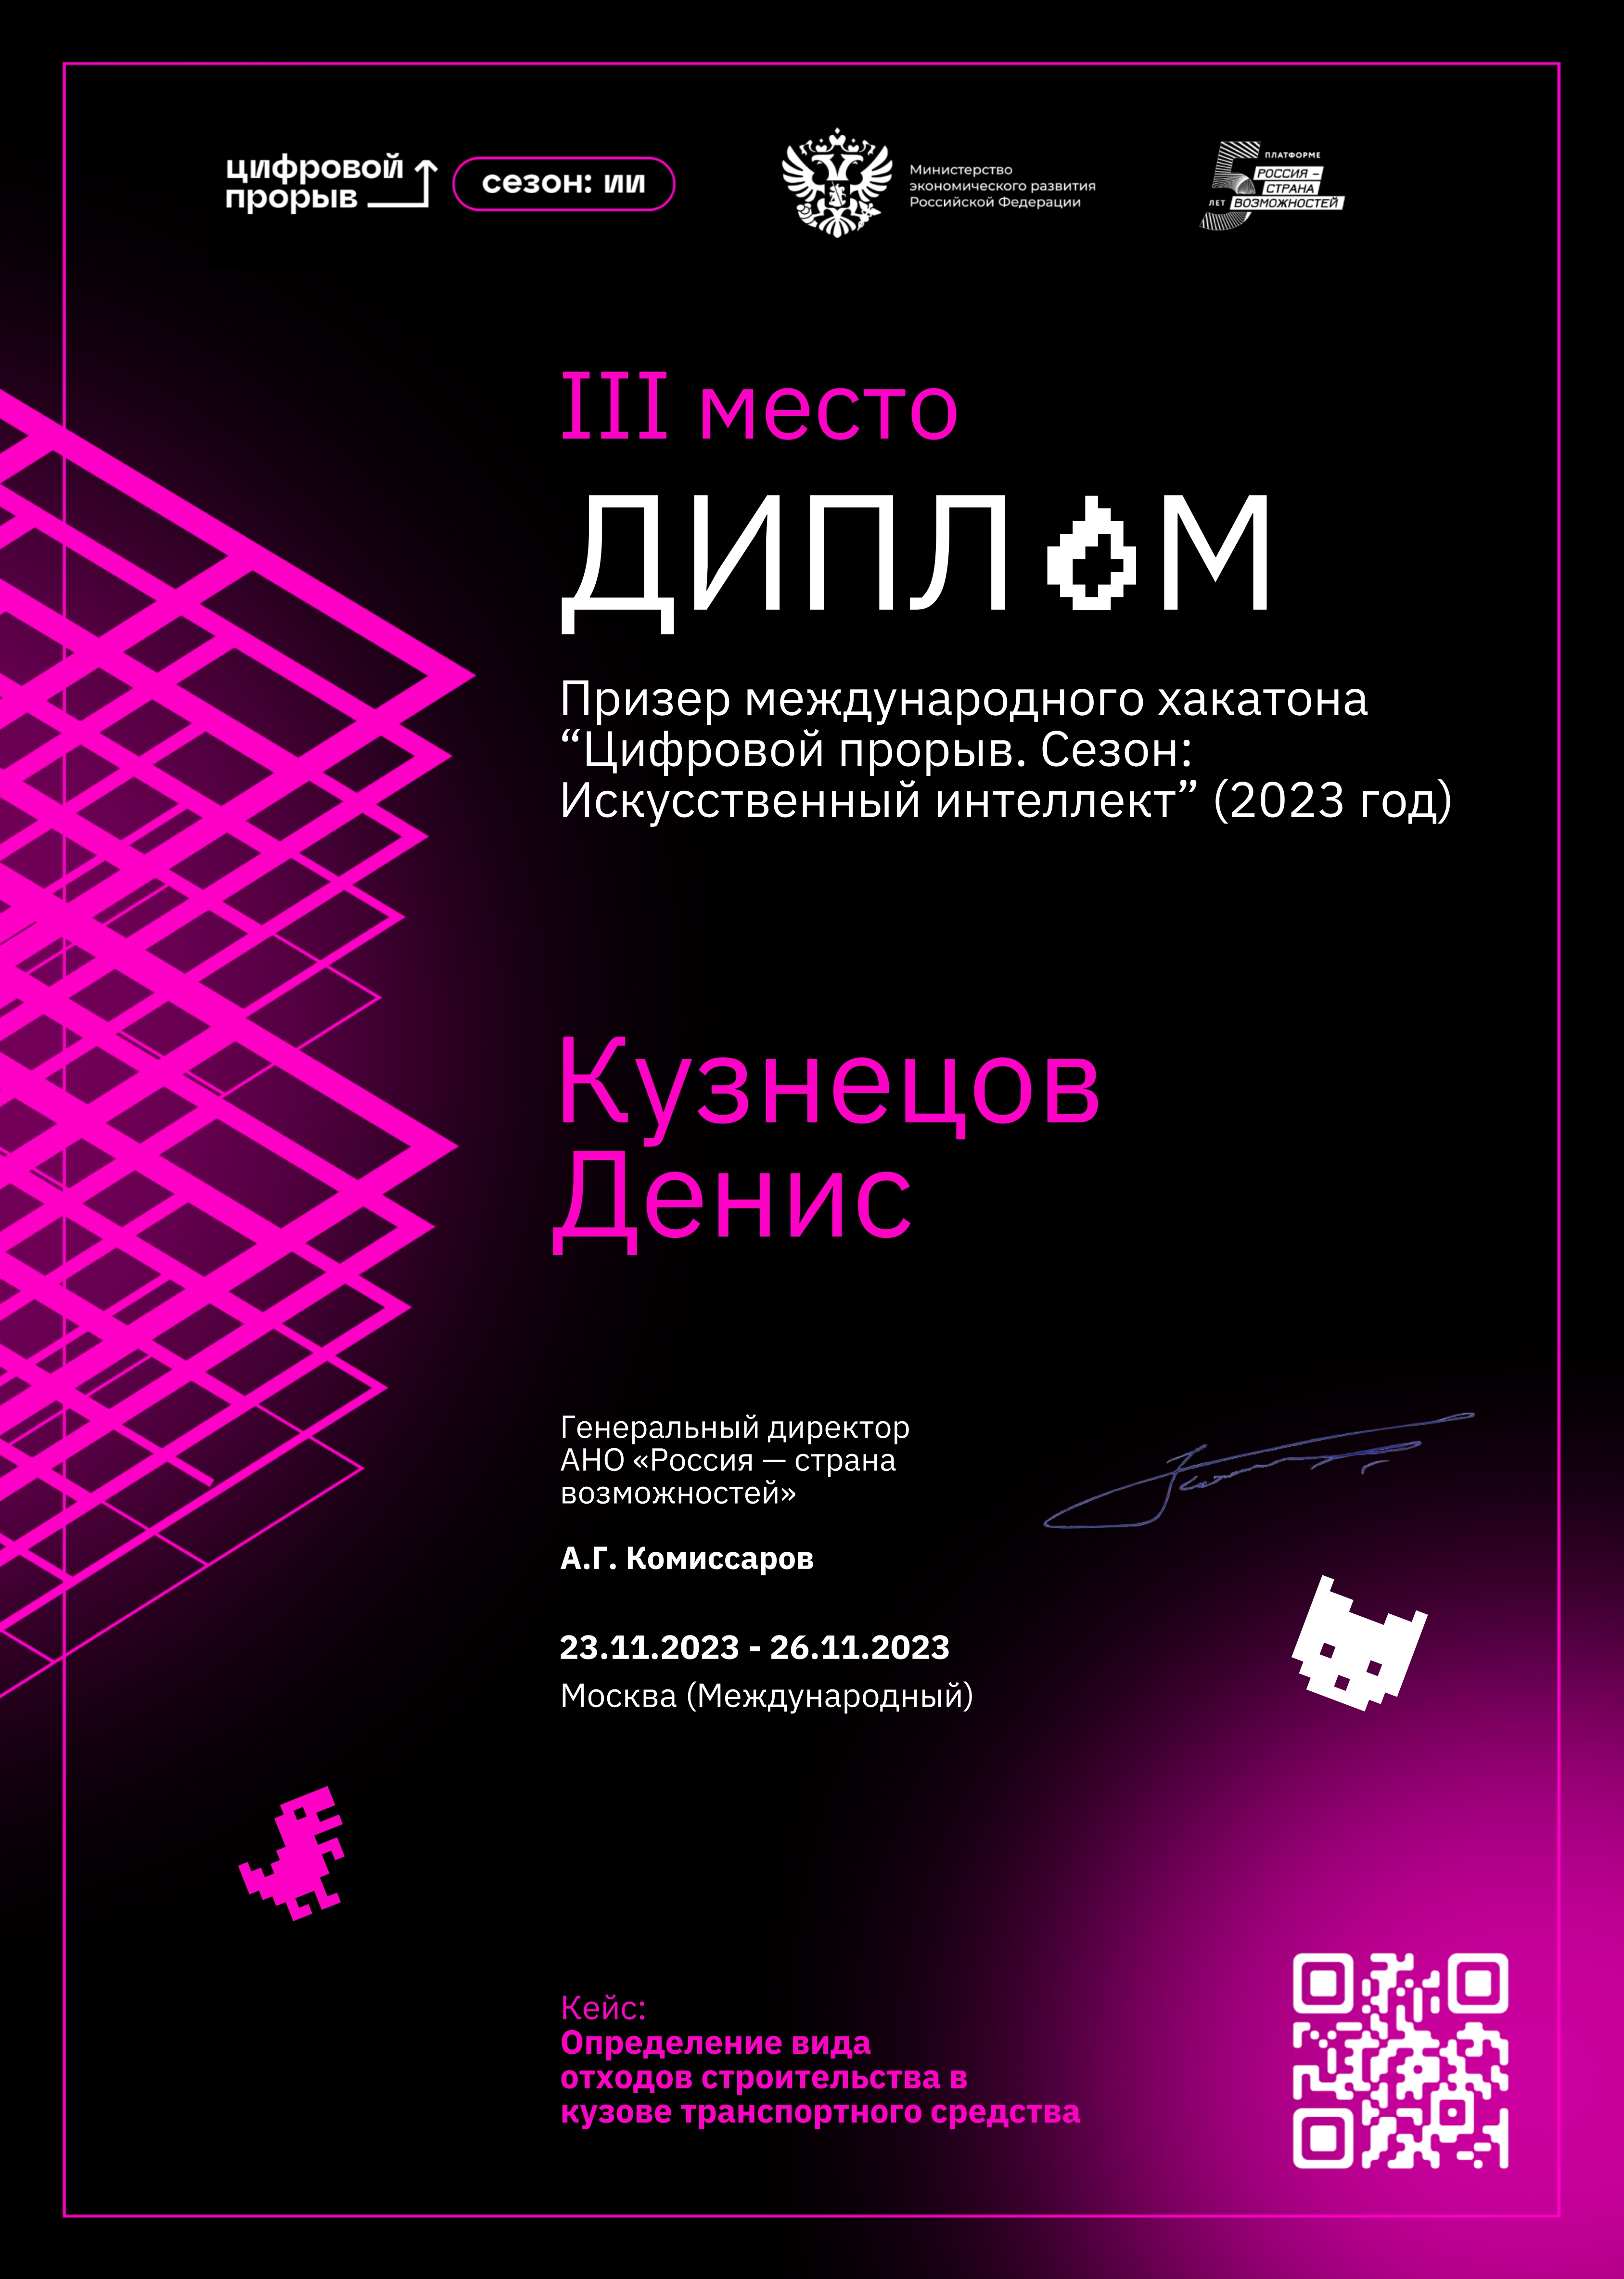 цифровой
прорыв
сезон: ии
Министерство
экономического развития
Российской Федерации
ПЛАТФОРМЕ
РОССИЯ –
СТРАНА
ЛЕТ ВОЗМОЖНОСТЕЙ
5
III место
ДИПЛОМ
Призер международного хакатона
“Цифровой прорыв. Сезон:
Искусственный интеллект” (2023 год)
Кузнецов
Денис
Генеральный директор
АНО «Россия — страна
возможностей»
А.Г. Комиссаров
23.11.2023 - 26.11.2023
Москва (Международный)
Кейс:
Определение вида
отходов строительства в
кузове транспортного средства